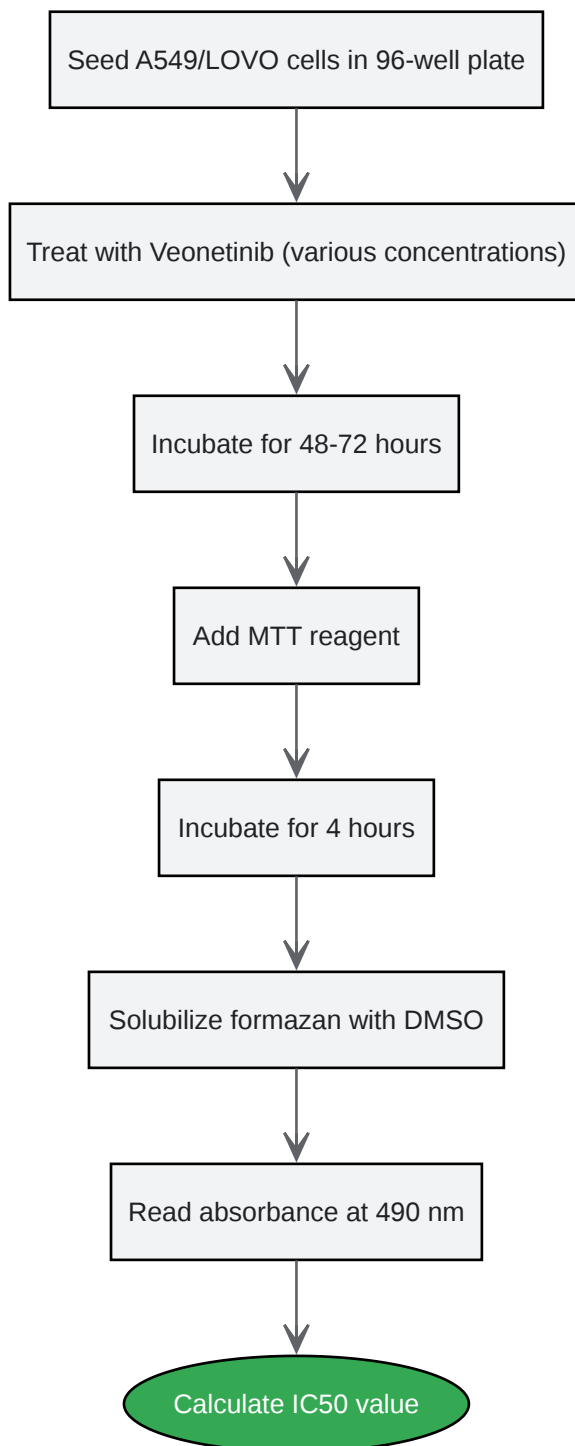 Seed A549/LOVO cells in 96-well plate
Treat with Veonetinib (various concentrations)
Incubate for 48-72 hours
Add MTT reagent
Incubate for 4 hours
Solubilize formazan with DMSO
Read absorbance at 490 nm
Calculate IC50 value